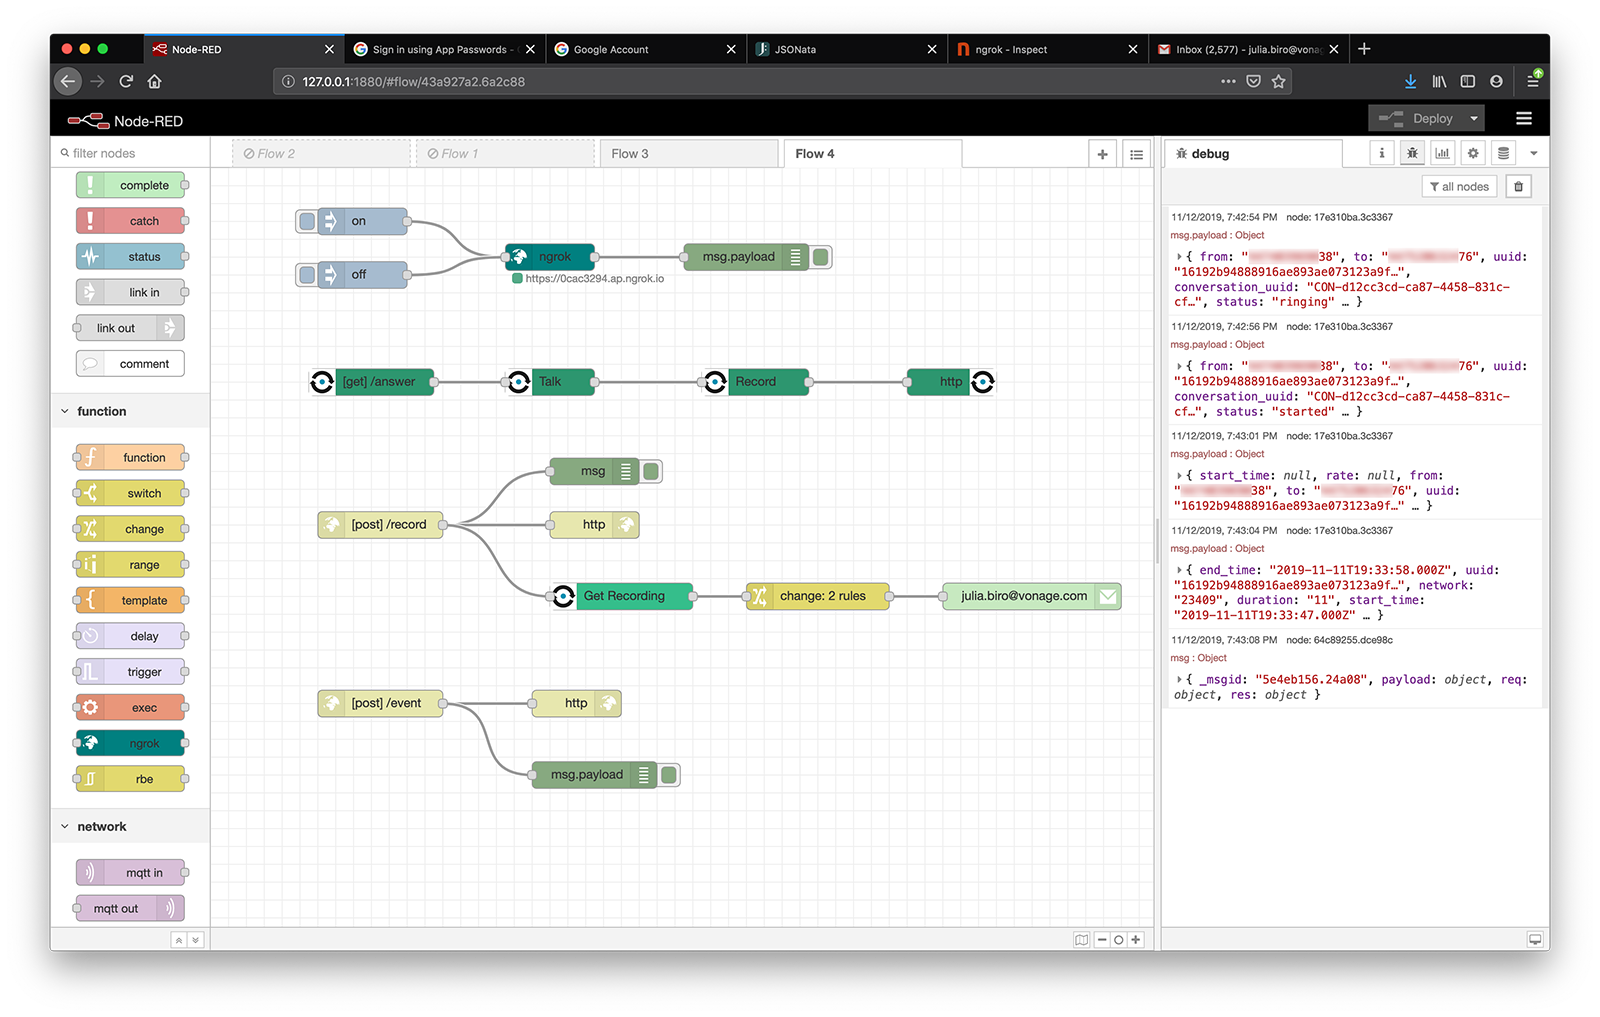 Node-RED
Sign in using App Passwords -
Google Account
JSONata
ngrok - Inspect
Inbox (2,577) - julia.biro@vonag
127.0.0.1:1880/#flow/43a927a2.6a2c88
Node-RED
Deploy
filter nodes
Flow 2
Flow 1
Flow 3
Flow 4
debug
all nodes
complete
catch
status
link in
link out
comment
function
function
switch
change
range
template
delay
trigger
exec
ngrok
rbe
network
mqtt in
mqtt out
on
off
ngrok
https://0cac3294.ap.ngrok.io
msg.payload
[get] /answer
Talk
Record
http
msg
[post] /record
http
Get Recording
change: 2 rules
julia.biro@vonage.com
[post] /event
http
msg.payload
11/12/2019, 7:42:54 PM node: 17e310ba.3c3367
msg.payload : Object
{ from: "38", to: "76", uuid:
"16192b94888916ae893ae073123a9f…",
conversation_uuid: "CON-d12cc3cd-ca87-4458-831c-
cf…", status: "ringing" … }
11/12/2019, 7:42:56 PM node: 17e310ba.3c3367
msg.payload : Object
{ from: "38", to: "76", uuid:
"16192b94888916ae893ae073123a9f…",
conversation_uuid: "CON-d12cc3cd-ca87-4458-831c-
cf…", status: "started" … }
11/12/2019, 7:43:01 PM node: 17e310ba.3c3367
msg.payload : Object
{ start_time: null, rate: null, from:
"38", to: "76", uuid:
"16192b94888916ae893ae073123a9f…" … }
11/12/2019, 7:43:04 PM node: 17e310ba.3c3367
msg.payload : Object
{ end_time: "2019-11-11T19:33:58.000Z", uuid:
"16192b94888916ae893ae073123a9f…", network:
"23409", duration: "11", start_time:
"2019-11-11T19:33:47.000Z" … }
11/12/2019, 7:43:08 PM node: 64c89255.dce98c
msg : Object
{ _msgid: "5e4eb156.24a08", payload: object, req:
object, res: object }